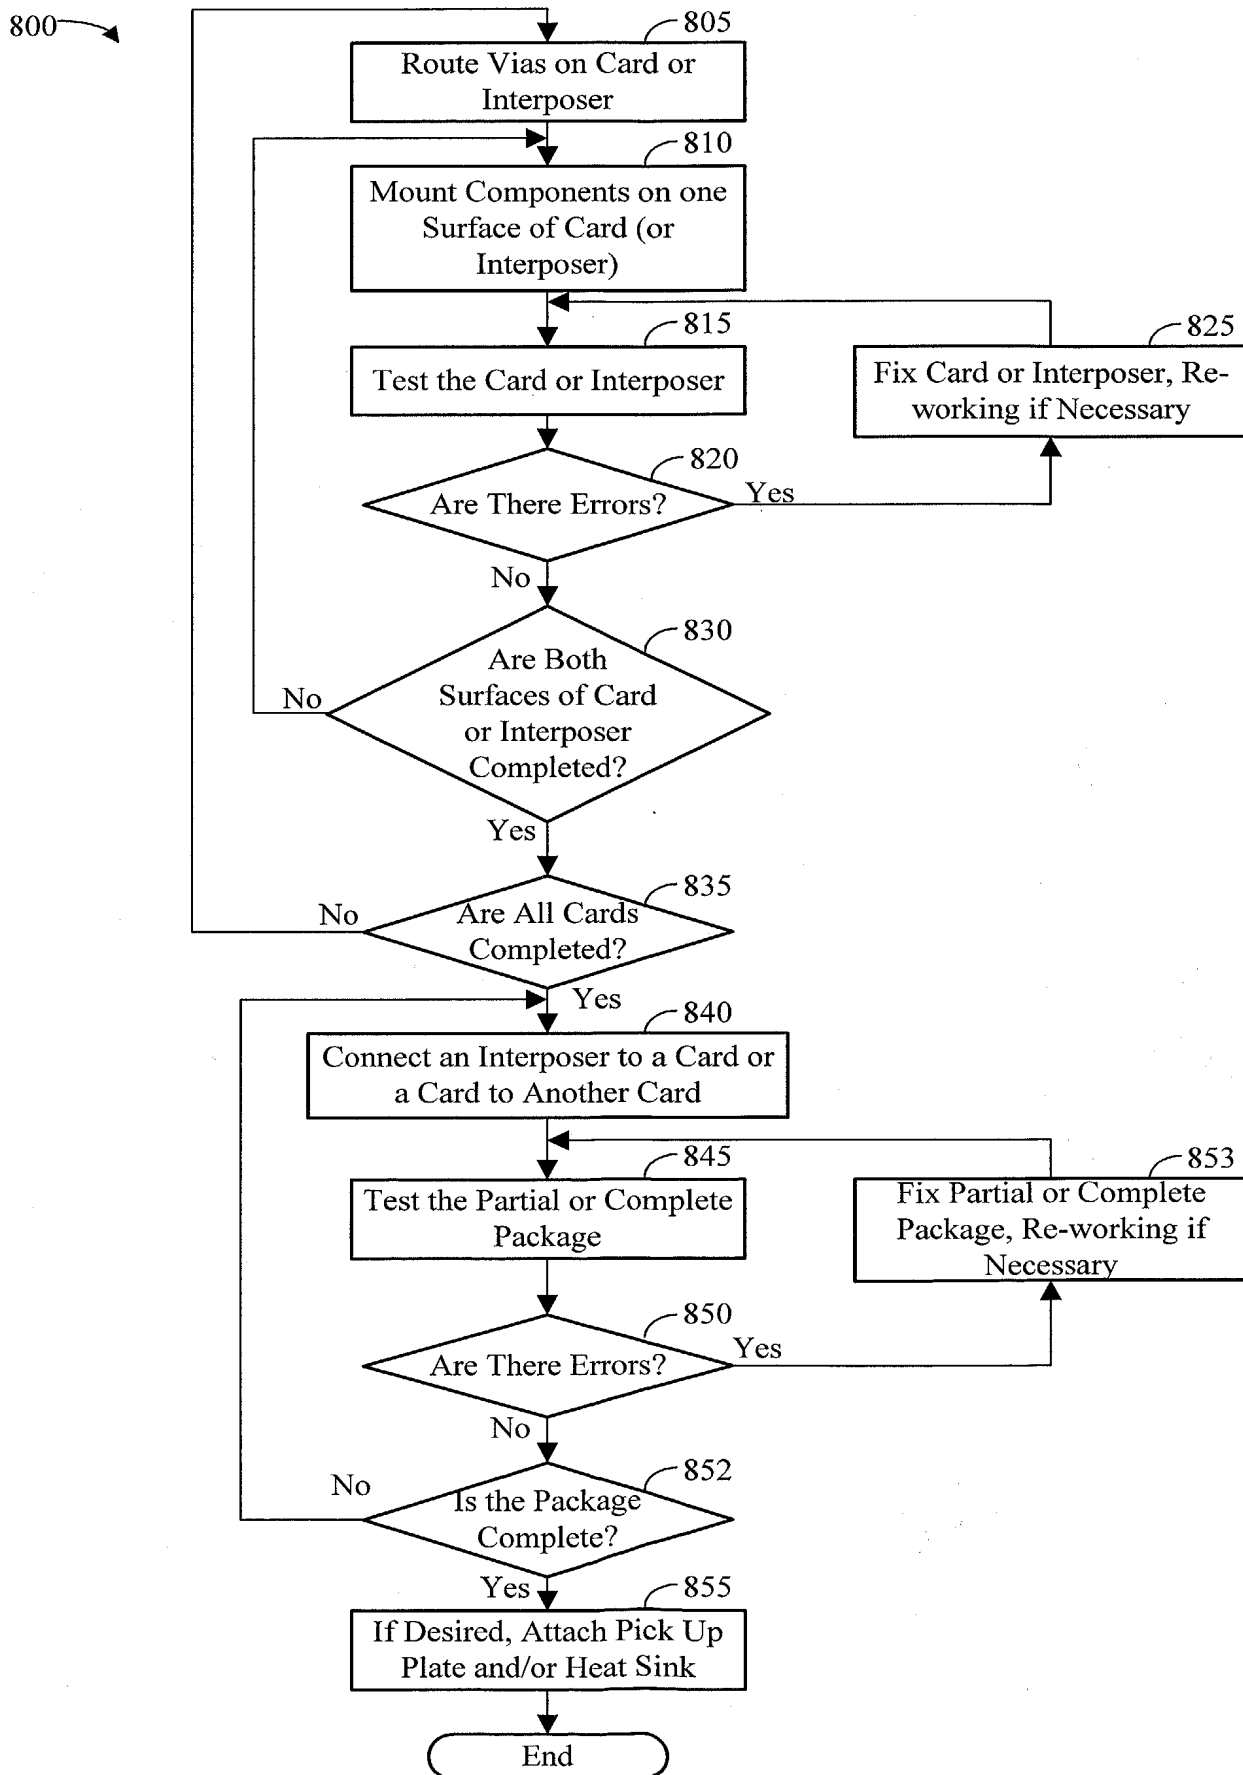 800
805
Route Vias on Card or
Interposer
810
Mount Components on one
Surface of Card (or
Interposer)
815
Test the Card or Interposer
825
Fix Card or Interposer, Re-
working if Necessary
820
Are There Errors?
Yes
No
830
Are Both
Surfaces of Card
or Interposer
Completed?
No
Yes
835
Are All Cards
Completed?
No
Yes
840
Connect an Interposer to a Card or
a Card to Another Card
845
Test the Partial or Complete
Package
853
Fix Partial or Complete
Package, Re-working if
Necessary
850
Are There Errors?
Yes
No
852
Is the Package
Complete?
No
Yes
855
If Desired, Attach Pick Up
Plate and/or Heat Sink
End